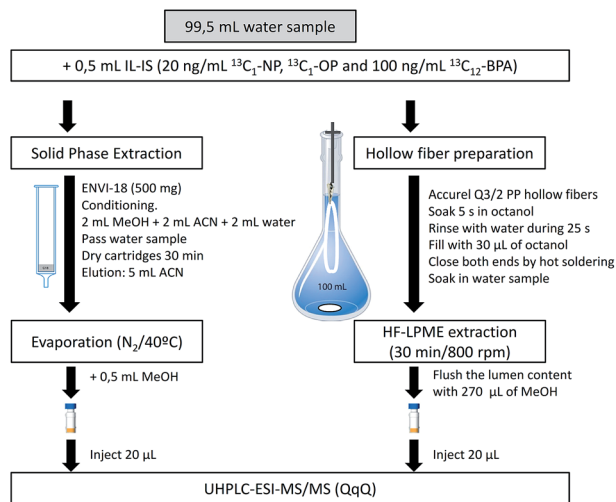 99,5 mL water sample
+ 0,5 mL IL-IS (20 ng/mL ¹³C₁-NP, ¹³C₁-OP and 100 ng/mL ¹³C₁₂-BPA)
Solid Phase Extraction
ENVI-18 (500 mg)
Conditioning.
2 mL MeOH + 2 mL ACN + 2 mL water
Pass water sample
Dry cartridges 30 min
Elution: 5 mL ACN
Evaporation (N₂/40ºC)
+ 0,5 mL MeOH
Inject 20 µL
Hollow fiber preparation
Accurel Q3/2 PP hollow fibers
Soak 5 s in octanol
Rinse with water during 25 s
Fill with 30 µL of octanol
Close both ends by hot soldering
Soak in water sample
100 mL
HF-LPME extraction
(30 min/800 rpm)
Flush the lumen content
with 270 µL of MeOH
Inject 20 µL
UHPLC-ESI-MS/MS (QqQ)